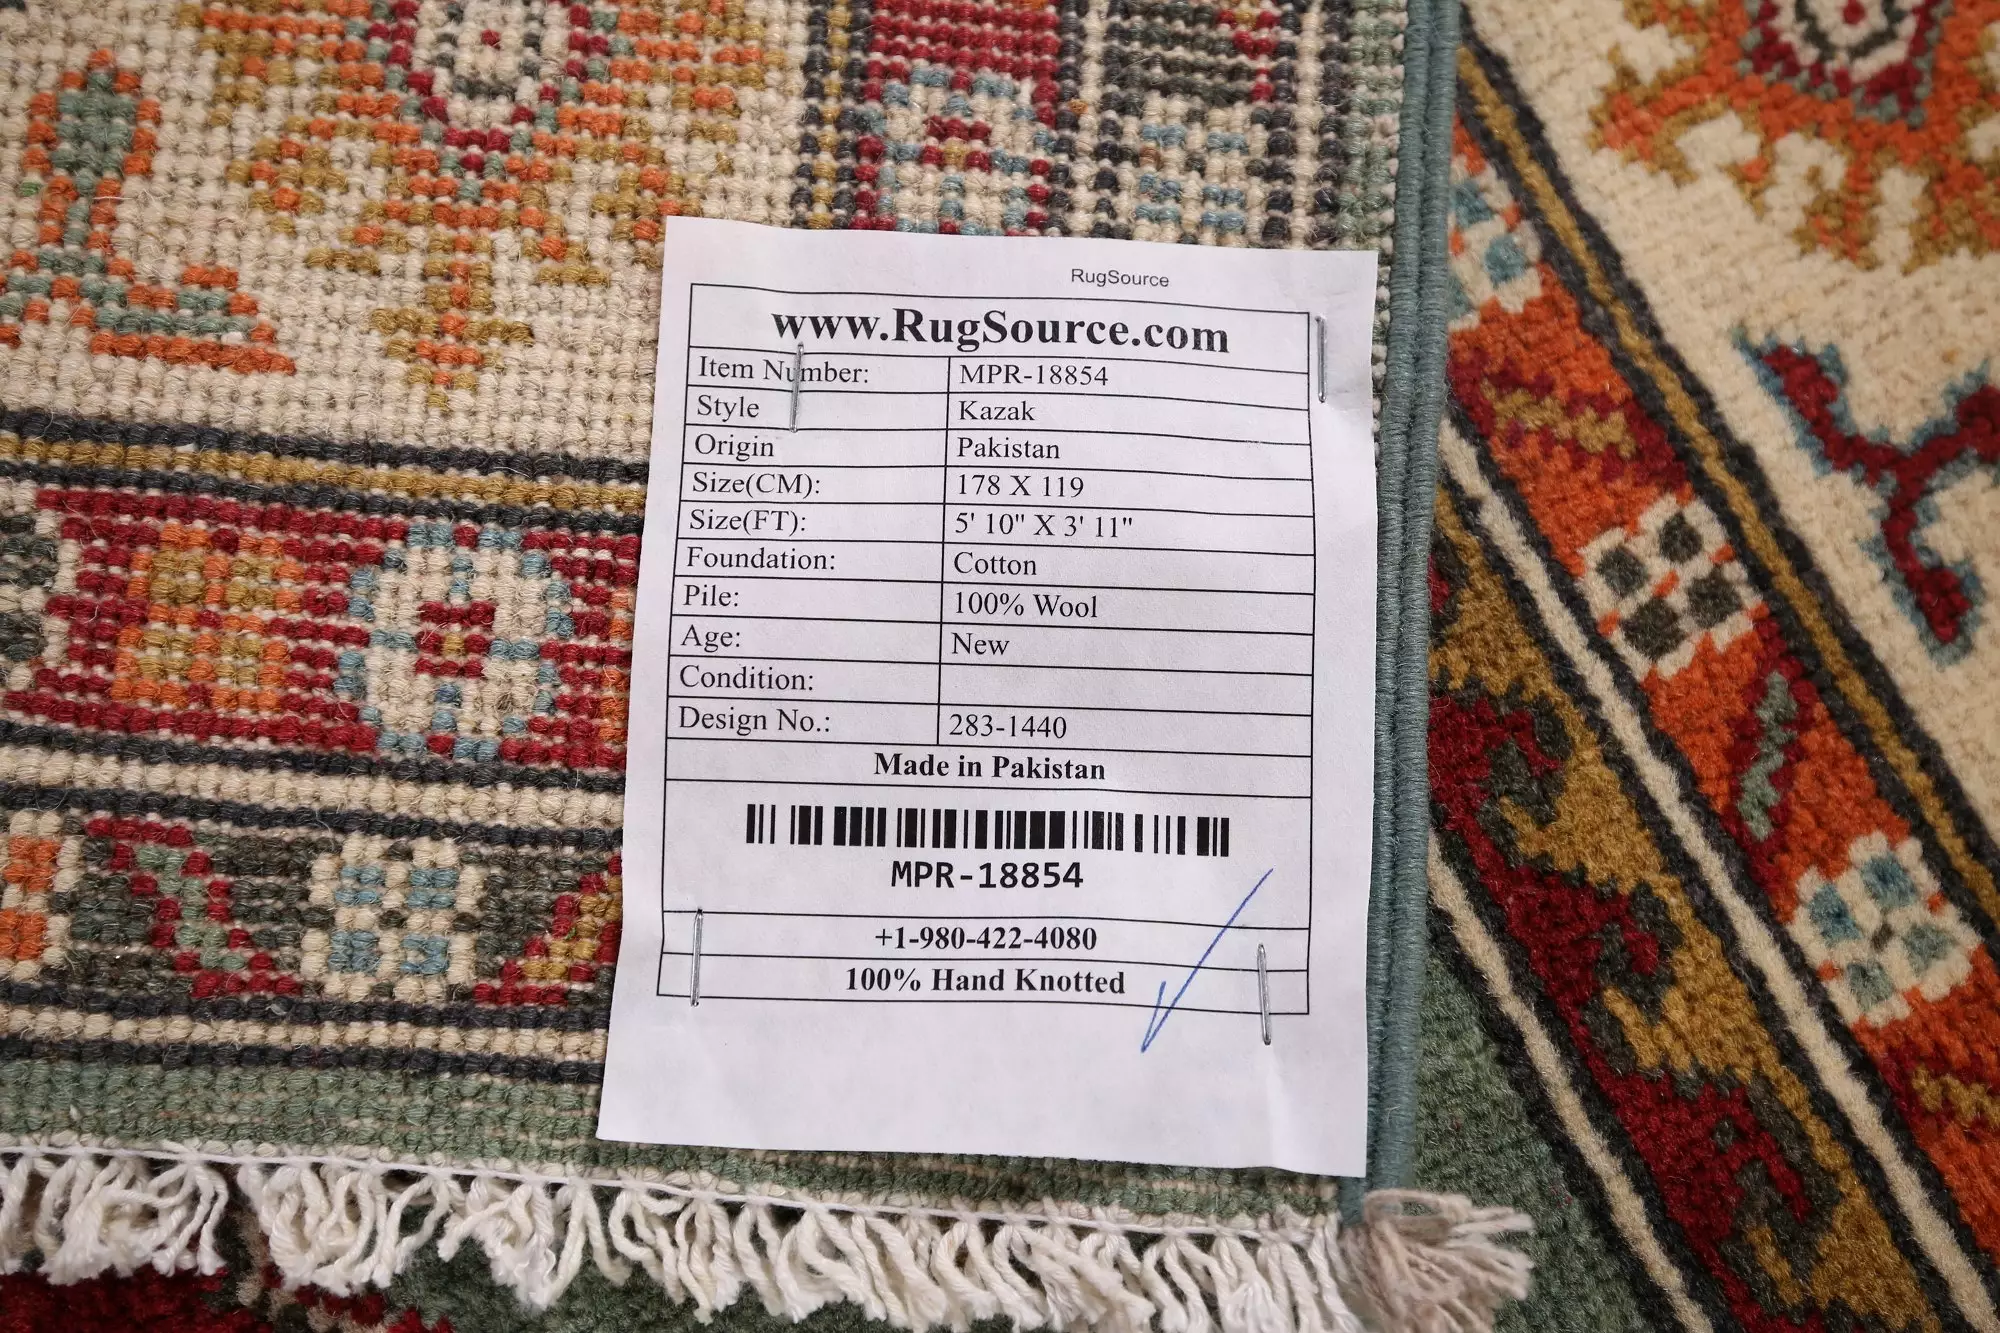 RugSource
www.RugSource.com
Item Number: MPR-18854
Style Kazak
Origin Pakistan
Size(CM): 178 X 119
Size(FT): 5' 10" X 3' 11"
Foundation: Cotton
Pile: 100% Wool
Age: New
Condition:
Design No.: 283-1440
Made in Pakistan
MPR-18854
+1-980-422-4080
100% Hand Knotted